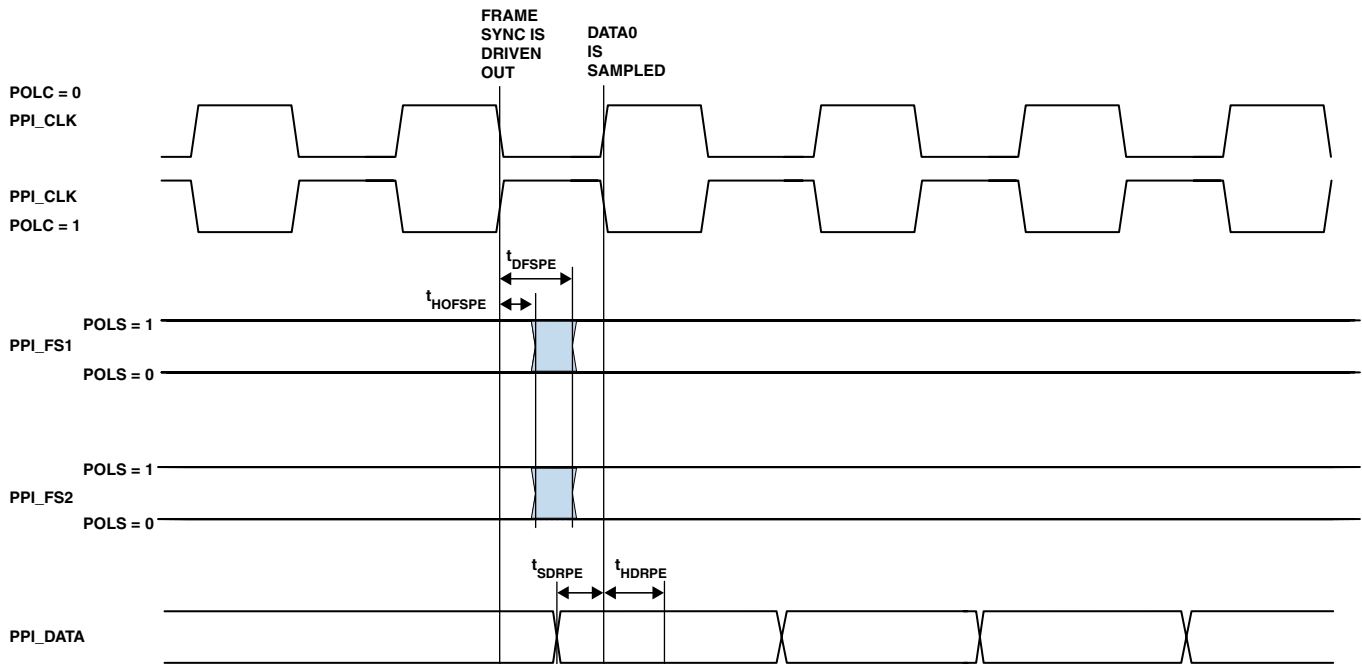 FRAME
SYNC IS
DRIVEN
OUT
DATA0
IS
SAMPLED
POLC = 0
PPI_CLK
PPI_CLK
POLC = 1
tDFSPE
tHOFSPE
POLS = 1
PPI_FS1
POLS = 0
POLS = 1
PPI_FS2
POLS = 0
tSDRPE
tHDRPE
PPI_DATA